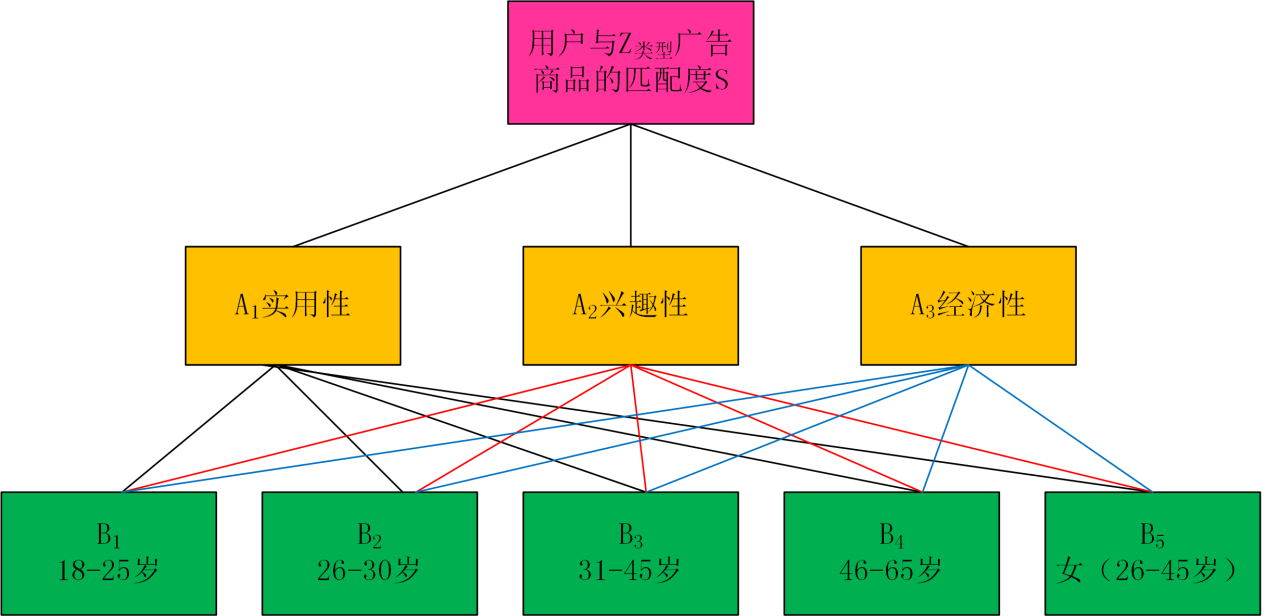 用户与Z类型广告
商品的匹配度S
A1实用性
A2兴趣性
A3经济性
B1
18-25岁
B2
26-30岁
B3
31-45岁
B4
46-65岁
B5
女（26-45岁）